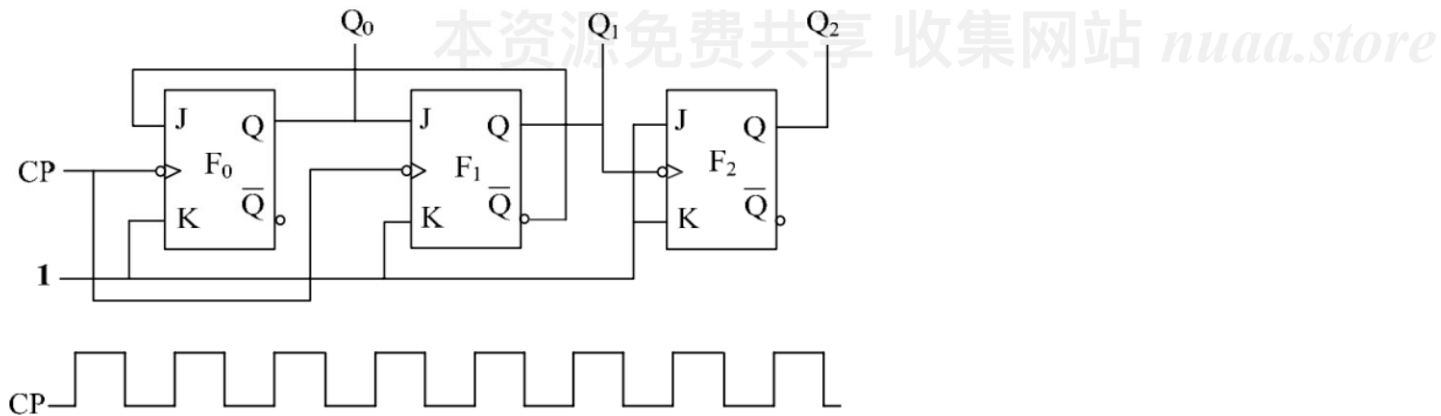 本资源免费共享 收集网站 nuaa.store
Q₀ Q₁ Q₂
J Q J Q J Q
CP F₀ F₁ F₂
K Q̅ K Q̅ K Q̅
1
CP